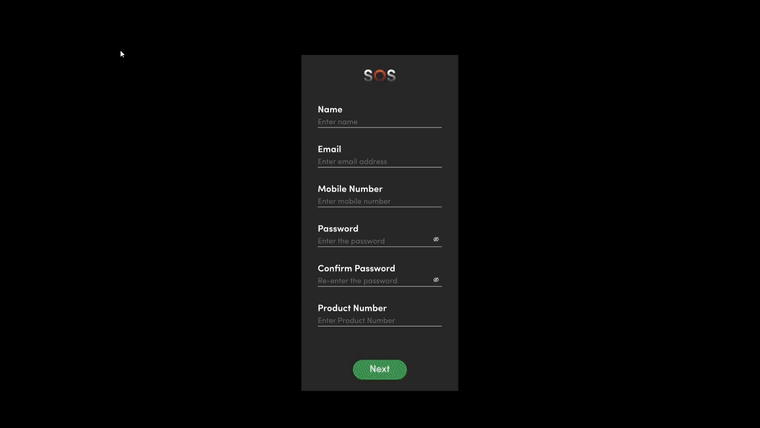 SOS
Name
Enter name
Email
Enter email address
Mobile Number
Enter mobile number
Password
Enter the password
Confirm Password
Re-enter the password
Product Number
Enter Product Number
Next